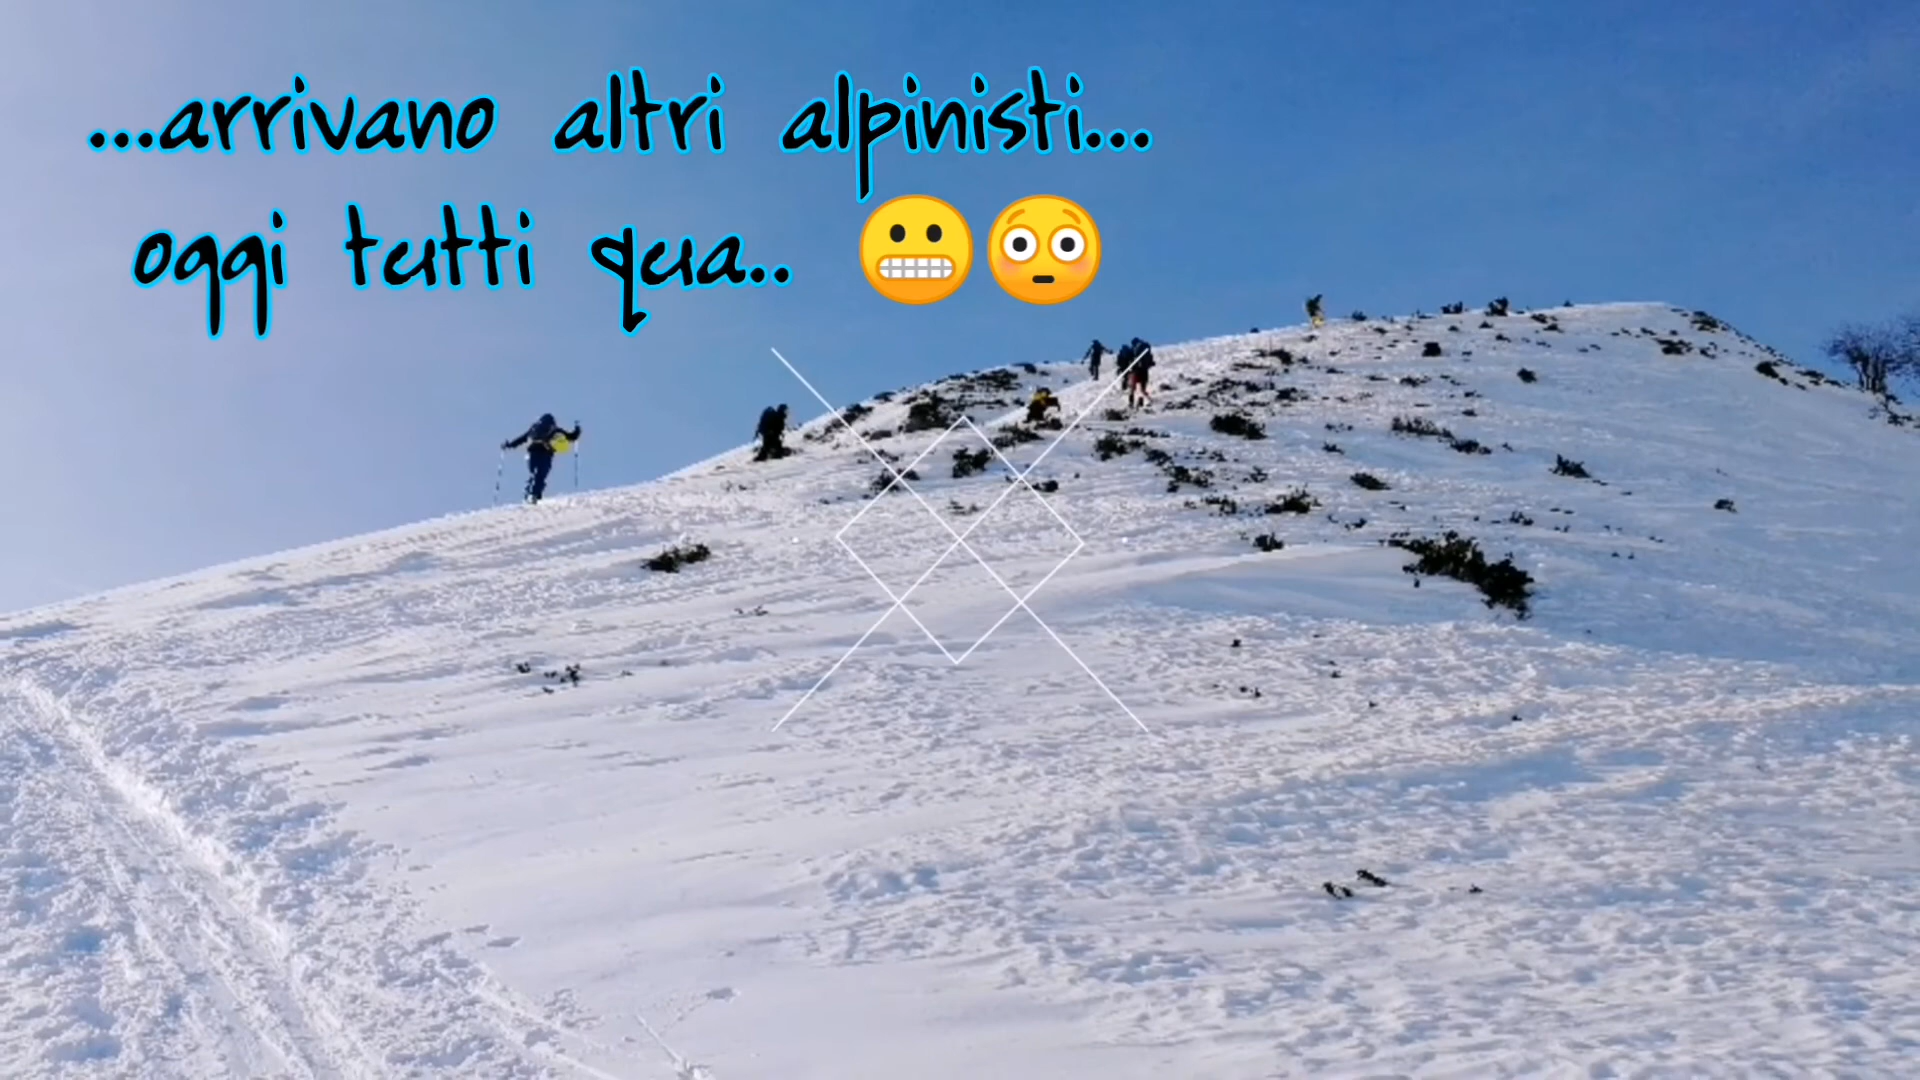 ...arrivano altri alpinisti...
oggi tutti qua.. 😬😳